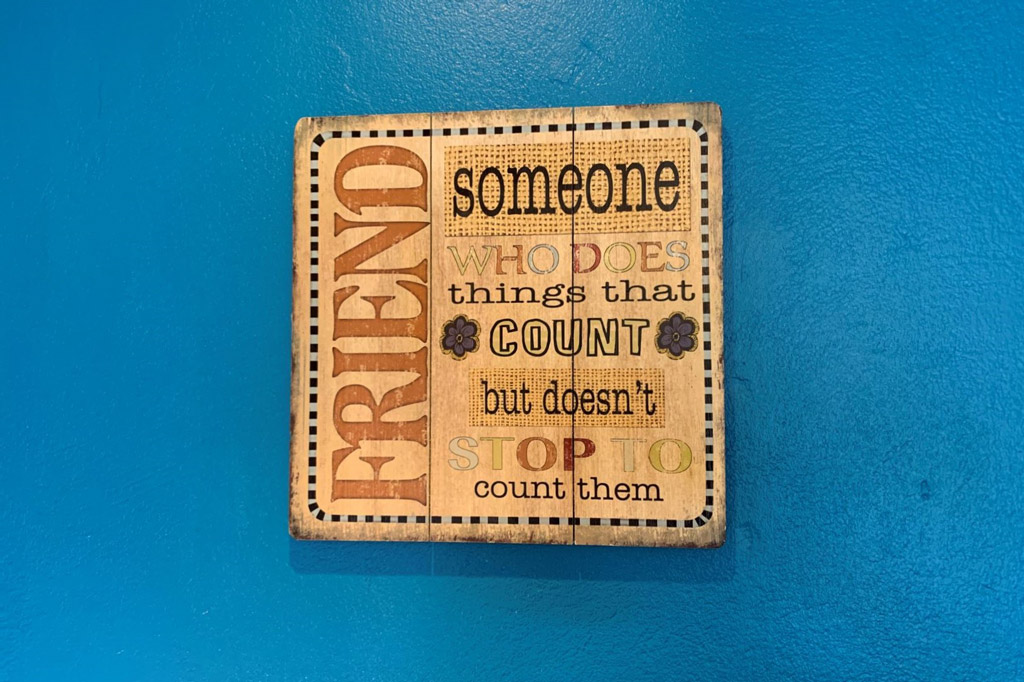 FRIEND
someone
WHO DOES
things that
COUNT
but doesn't
STOP TO
count them